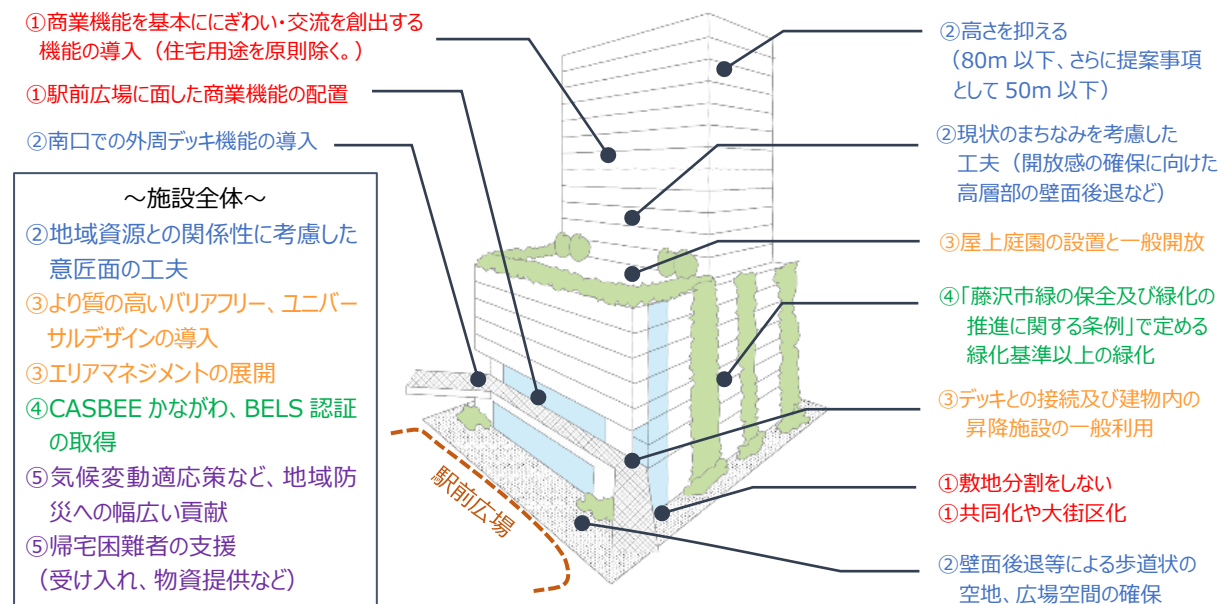 ①商業機能を基本ににぎわい・交流を創出する
機能の導入（住宅用途を原則除く。）
①駅前広場に面した商業機能の配置
②南口での外周デッキ機能の導入
～施設全体～
②地域資源との関係性に考慮した
意匠面の工夫
③より質の高いバリアフリー、ユニバー
サルデザインの導入
③エリアマネジメントの展開
④CASBEE かながわ、BELS 認証
の取得
⑤気候変動適応策など、地域防
災への幅広い貢献
⑤帰宅困難者の支援
（受け入れ、物資提供など）
駅前広場
②高さを抑える
（80m 以下、さらに提案事項
として 50m 以下）
②現状のまちなみを考慮した
工夫（開放感の確保に向けた
高層部の壁面後退など）
③屋上庭園の設置と一般開放
④「藤沢市緑の保全及び緑化の
推進に関する条例」で定める
緑化基準以上の緑化
③デッキとの接続及び建物内の
昇降施設の一般利用
①敷地分割をしない
①共同化や大街区化
②壁面後退等による歩道状の
空地、広場空間の確保